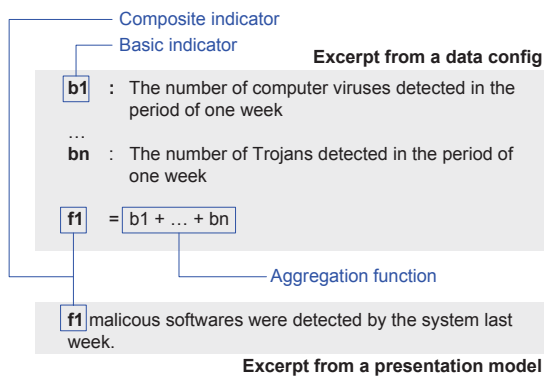 Composite indicator
Basic indicator
Excerpt from a data config
b1 : The number of computer viruses detected in the
period of one week
…
bn : The number of Trojans detected in the period of
one week
f1 = b1 + … + bn
Aggregation function
f1 malicous softwares were detected by the system last
week.
Excerpt from a presentation model